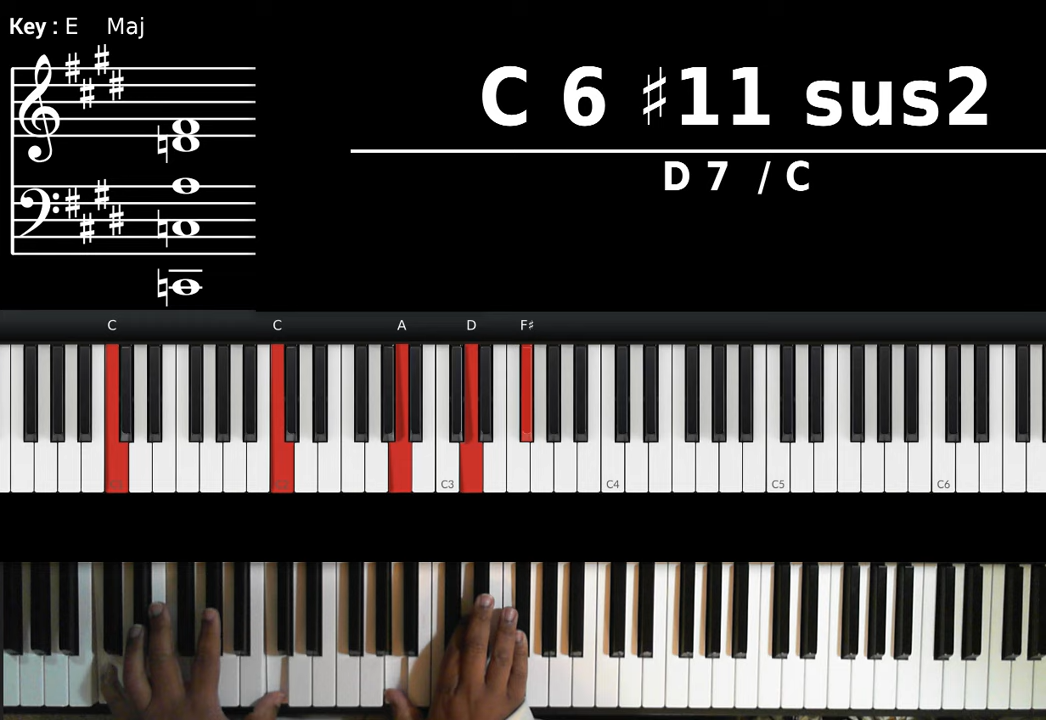 Key : E Maj
C 6 ♯11 sus2
D 7 / C
C C A D F♯
C3 C4 C5 C6